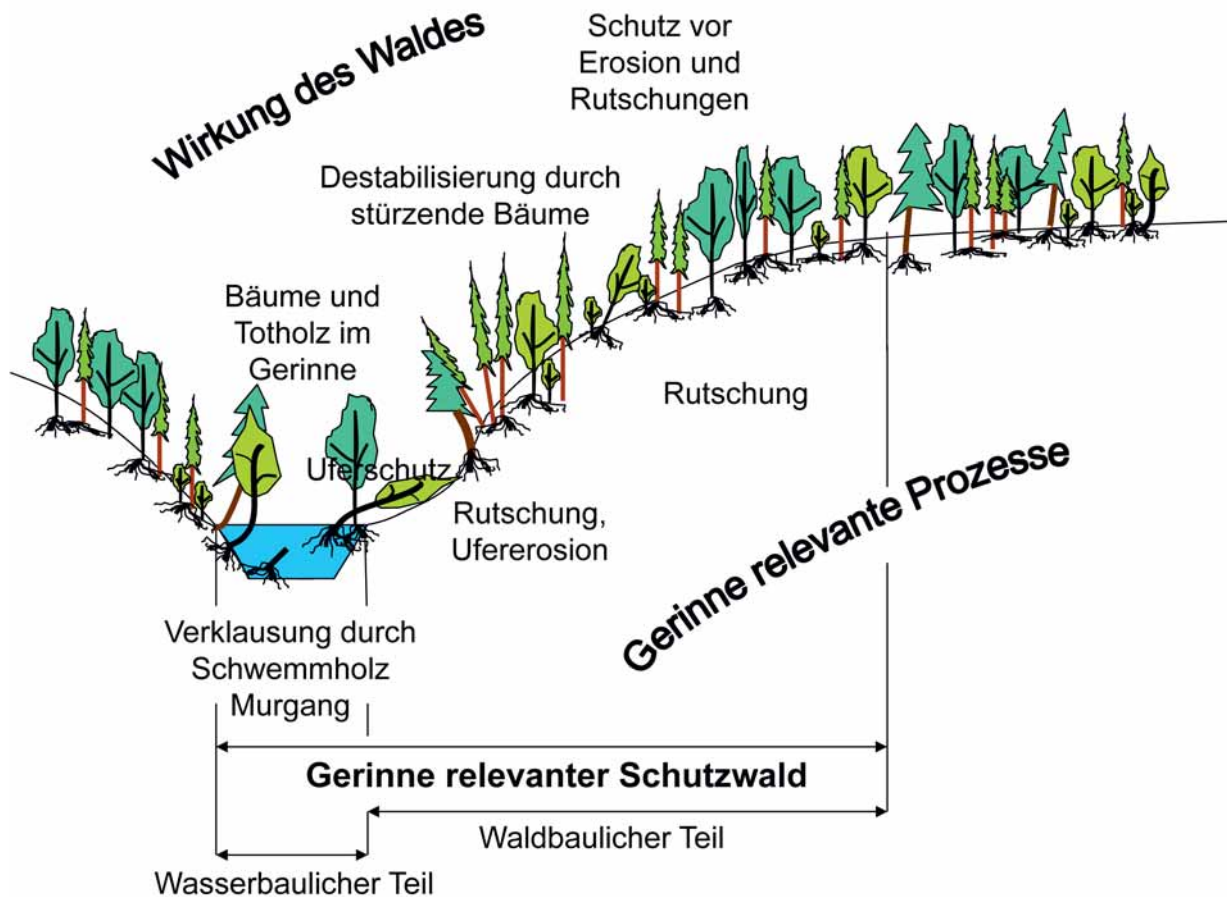 Wirkung des Waldes
Schutz vor
Erosion und
Rutschungen
Destabilisierung durch
stürzende Bäume
Bäume und
Totholz im
Gerinne
Uferschutz
Rutschung
Rutschung,
Ufererosion
Gerinne relevante Prozesse
Verklausung durch
Schwemmholz
Murgang
Gerinne relevanter Schutzwald
Waldbaulicher Teil
Wasserbaulicher Teil